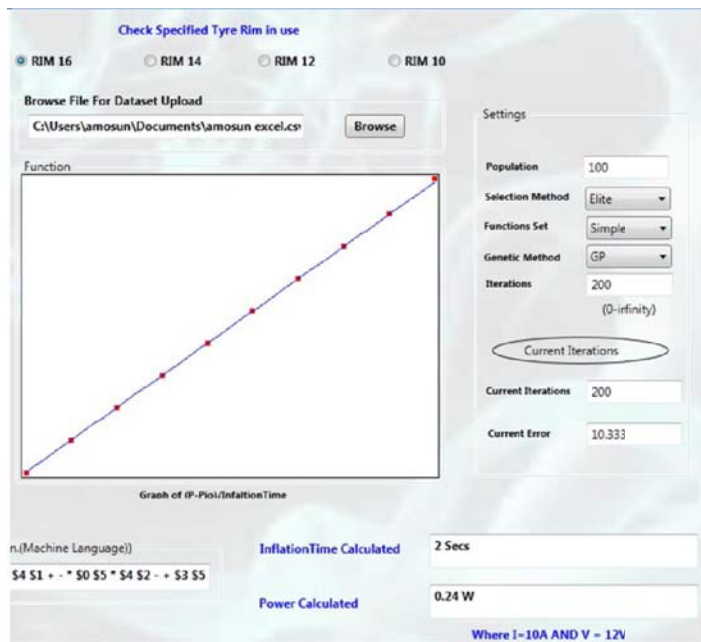 Check Specified Tyre Rim in use
RIM 16
RIM 14
RIM 12
RIM 10
Browse File For Dataset Upload
C:\Users\amosun\Documents\amosun excel.csv
Browse
Function
Graph of (P-Pio)/InfaltionTime
Settings
Population
100
Selection Method
Elite
Functions Set
Simple
Genetic Method
GP
Iterations
200
(0-infinity)
Current Iterations
Current Iterations
200
Current Error
10.333
n.(Machine Language))
$4 $1 + - * $0 $5 * $4 $2 - + $3 $5
InflationTime Calculated
2 Secs
Power Calculated
0.24 W
Where I=10A AND V = 12V